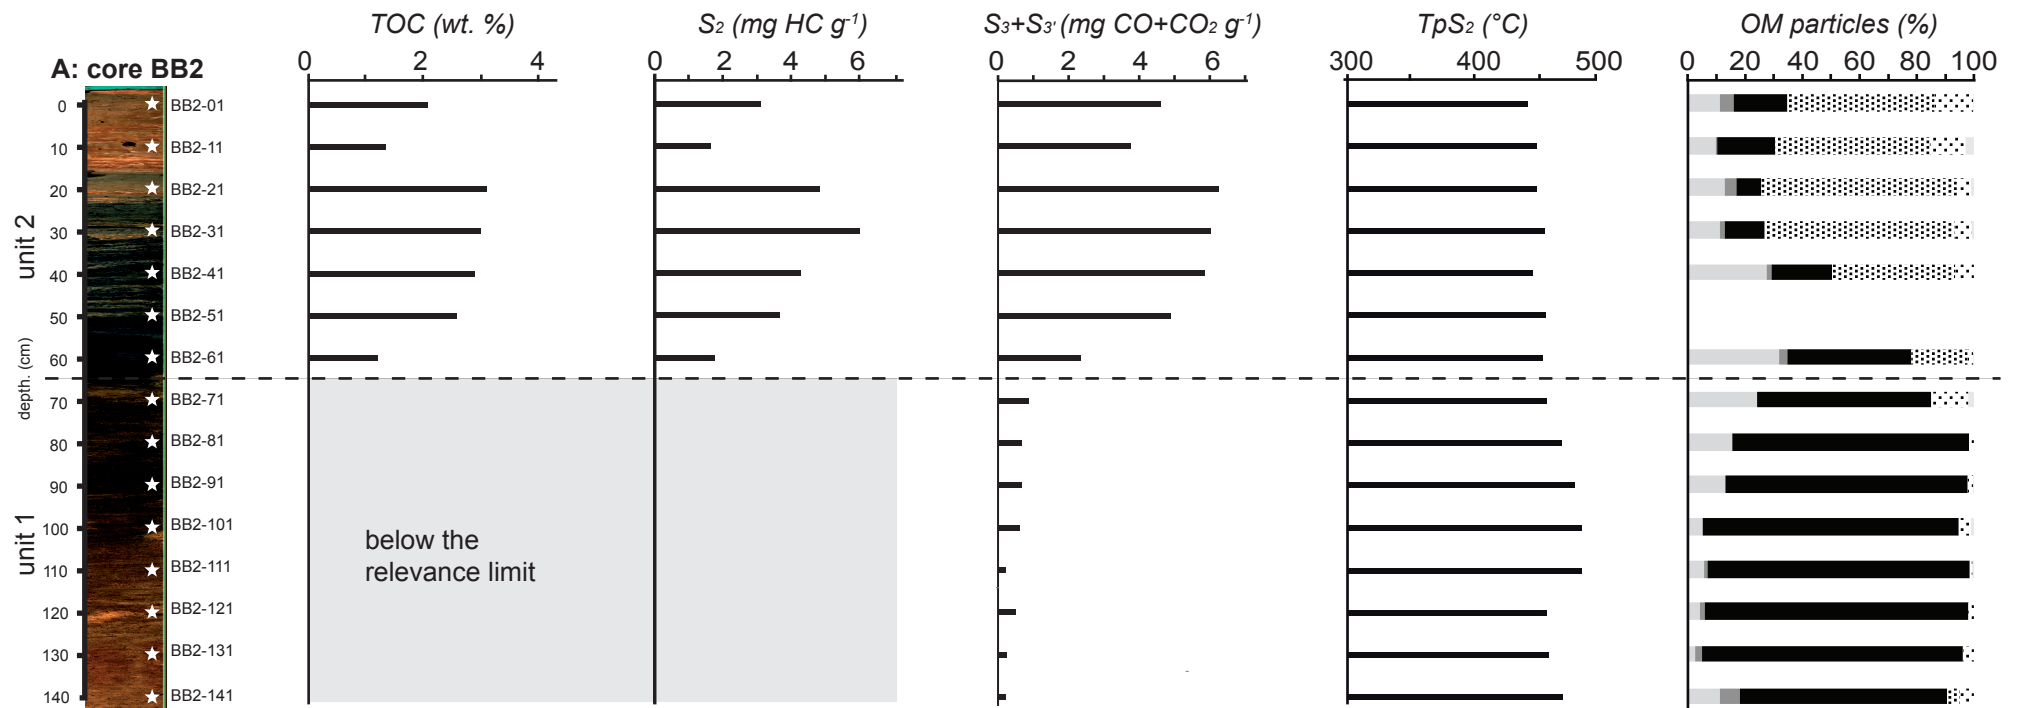 TOC (wt. %) S₂ (mg HC g⁻¹) S₃+S₃' (mg CO+CO₂ g⁻¹) TpS₂ (°C) OM particles (%)
A: core BB2 0 2 4 0 2 4 6 0 2 4 6 300 400 500 0 20 40 60 80 100
0 BB2-01
10 BB2-11
20 BB2-21
30 BB2-31
40 BB2-41
50 BB2-51
60 BB2-61
70 BB2-71
80 BB2-81
90 BB2-91
100 BB2-101
110 BB2-111
120 BB2-121
130 BB2-131
140 BB2-141
unit 2
depth. (cm)
unit 1
below the
relevance limit